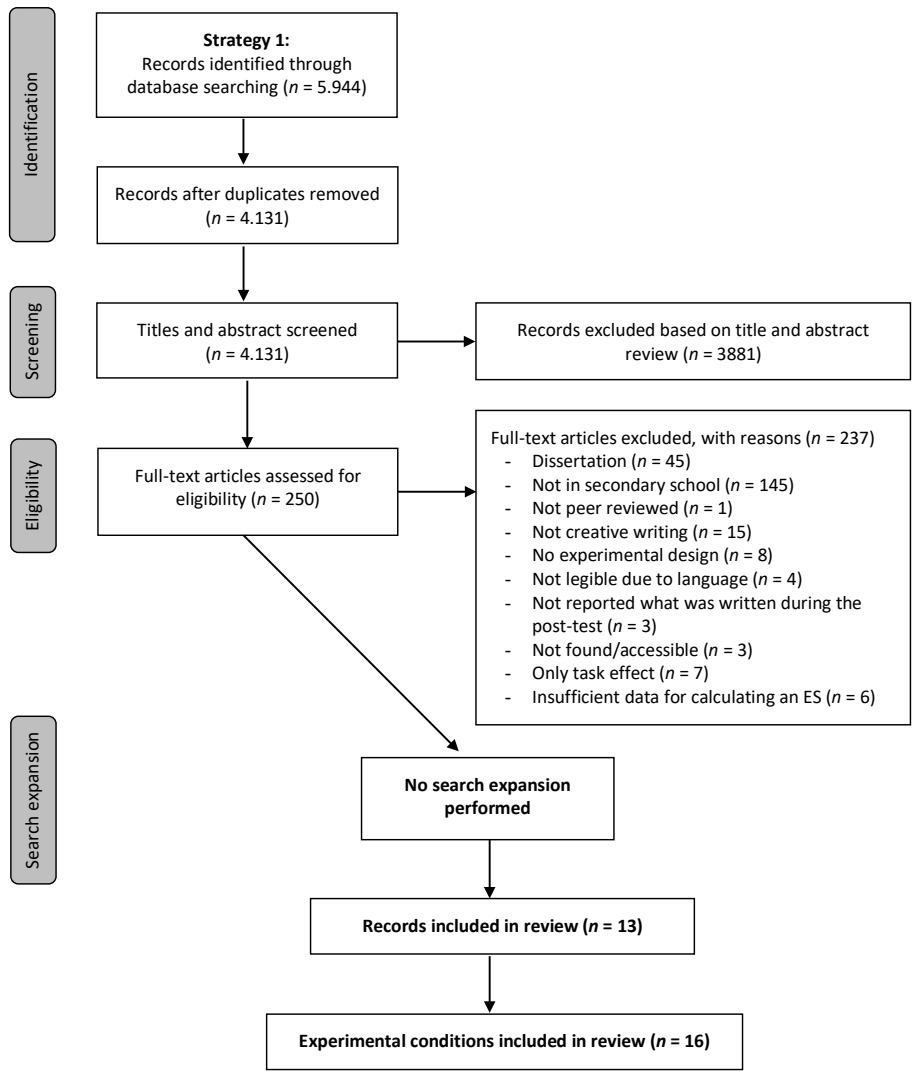 Identification
Strategy 1:
Records identified through
database searching (n = 5.944)
Records after duplicates removed
(n = 4.131)
Screening
Titles and abstract screened
(n = 4.131)
Records excluded based on title and abstract
review (n = 3881)
Eligibility
Full-text articles assessed for
eligibility (n = 250)
Full-text articles excluded, with reasons (n = 237)
- Dissertation (n = 45)
- Not in secondary school (n = 145)
- Not peer reviewed (n = 1)
- Not creative writing (n = 15)
- No experimental design (n = 8)
- Not legible due to language (n = 4)
- Not reported what was written during the
post-test (n = 3)
- Not found/accessible (n = 3)
- Only task effect (n = 7)
- Insufficient data for calculating an ES (n = 6)
Search expansion
No search expansion
performed
Records included in review (n = 13)
Experimental conditions included in review (n = 16)